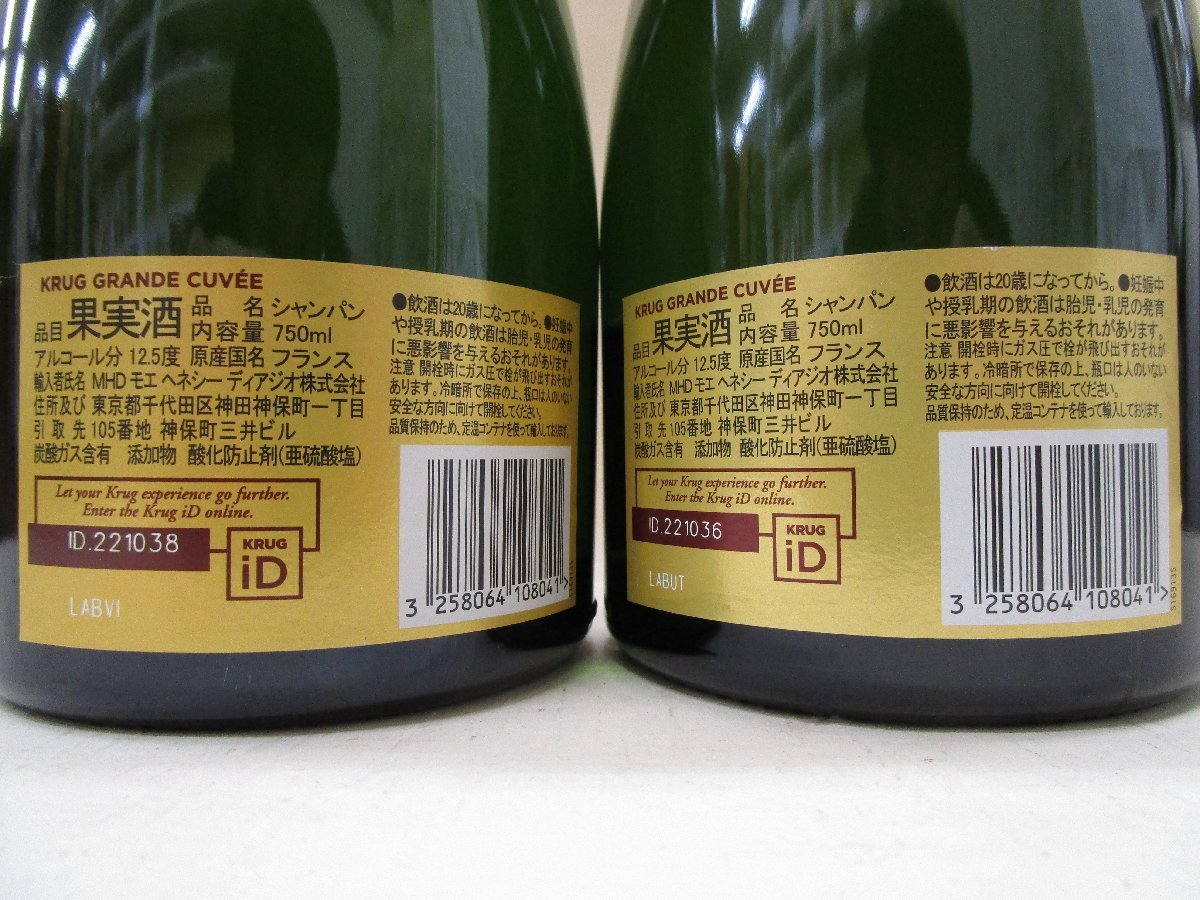 KRUG GRANDE CUVÉE
品目 果実酒 品名 シャンパン
内容量 750ml
アルコール分 12.5度 原産国名 フランス
輸入者氏名 MHD モエ ヘネシー ディアジオ株式会社
住所及び 東京都千代田区神田神保町一丁目
引取先 105番地 神保町三井ビル
炭酸ガス含有 添加物 酸化防止剤(亜硫酸塩)
Let your Krug experience go further.
Enter the Krug iD online.
ID.221038
KRUG
iD
LABVI
●飲酒は20歳になってから。●妊娠中
や授乳期の飲酒は胎児・乳児の発育
に悪影響を与えるおそれがあります。
注意 開栓時にガス圧で栓が飛び出すおそれが
あります。冷暗所で保存の上、瓶口は人のいない
安全な方向に向けて開栓してください。
品質保持のため、定温コンテナを使って輸入しております。
3 258064 108041 >
KRUG GRANDE CUVÉE
品目 果実酒 品名 シャンパン
内容量 750ml
アルコール分 12.5度 原産国名 フランス
輸入者氏名 MHD モエ ヘネシー ディアジオ株式会社
住所及び 東京都千代田区神田神保町一丁目
引取先 105番地 神保町三井ビル
炭酸ガス含有 添加物 酸化防止剤(亜硫酸塩)
Let your Krug experience go further.
Enter the Krug iD online.
ID.221036
KRUG
iD
LABUT
●飲酒は20歳になってから。●妊娠中
や授乳期の飲酒は胎児・乳児の発育
に悪影響を与えるおそれがあります。
注意 開栓時にガス圧で栓が飛び出すおそれが
あります。冷暗所で保存の上、瓶口は人のいない
安全な方向に向けて開栓してください。
品質保持のため、定温コンテナを使って輸入しております。
3 258064 108041 >